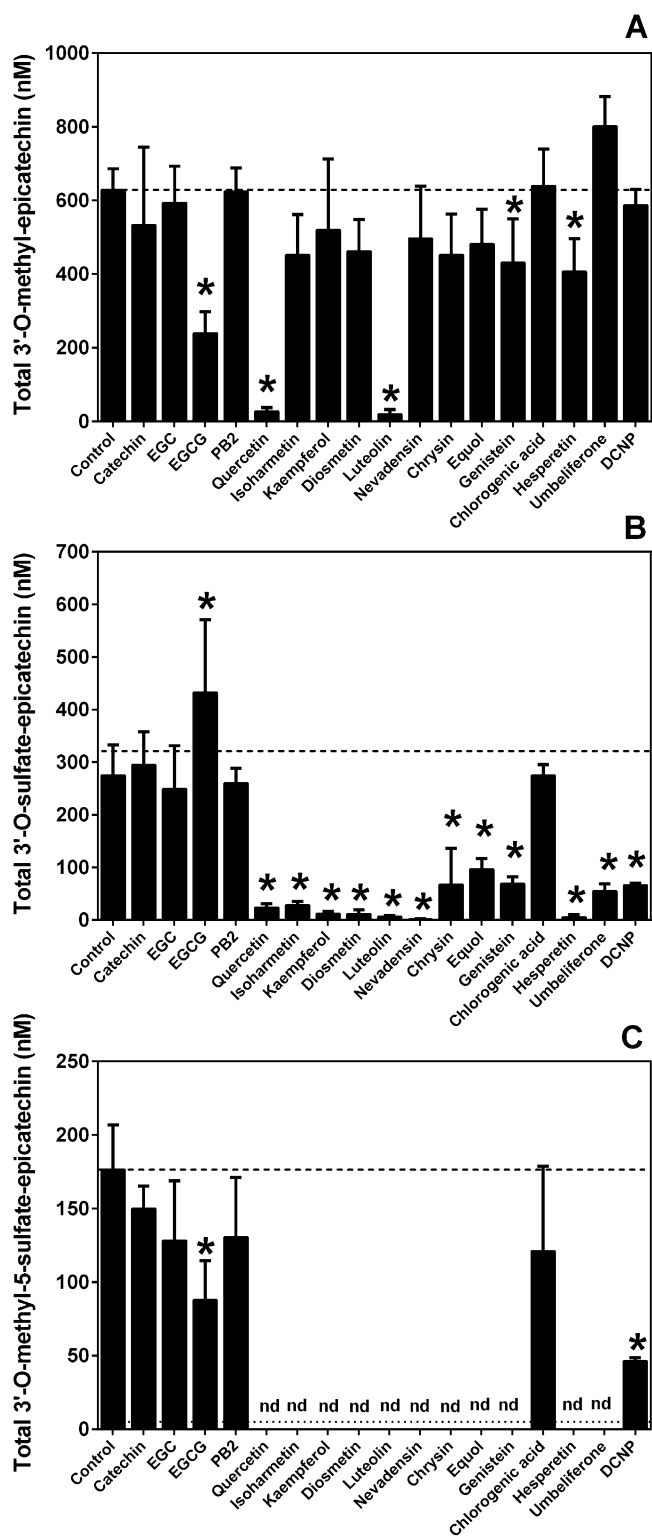 A
Total 3'-O-methyl-epicatechin (nM)
1000
800
600
400
200
0
* * * * *
Control Catechin EGC EGCG PB2 Quercetin Isoharmetin Kaempferol Diosmetin Luteolin Nevadensin Chrysin Equol Genistein Chlorogenic acid Hesperetin Umbeliferone DCNP
B
Total 3'-O-sulfate-epicatechin (nM)
700
600
500
400
300
200
100
0
* * * * * * * * * * * * *
Control Catechin EGC EGCG PB2 Quercetin Isoharmetin Kaempferol Diosmetin Luteolin Nevadensin Chrysin Equol Genistein Chlorogenic acid Hesperetin Umbeliferone DCNP
C
Total 3'-O-methyl-5-sulfate-epicatechin (nM)
250
200
150
100
50
0
* *
nd nd nd nd nd nd nd nd nd nd nd
Control Catechin EGC EGCG PB2 Quercetin Isoharmetin Kaempferol Diosmetin Luteolin Nevadensin Chrysin Equol Genistein Chlorogenic acid Hesperetin Umbeliferone DCNP